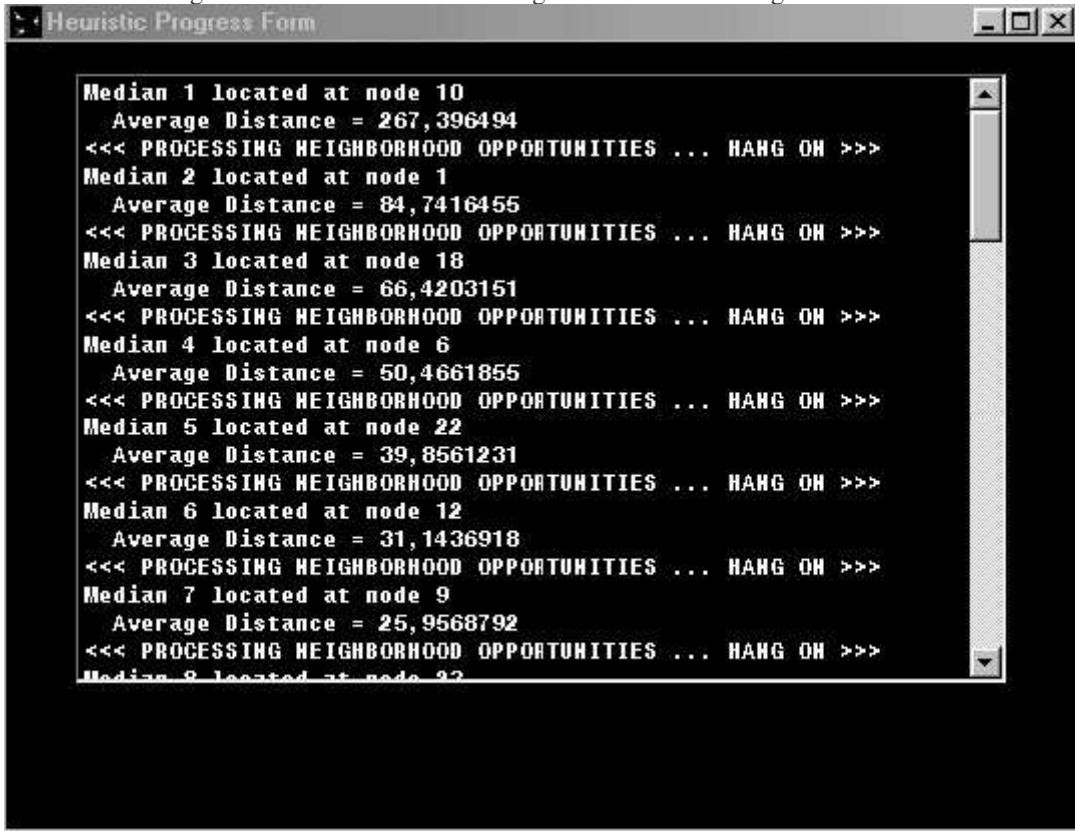 Heuristic Progress Form
Median 1 located at node 10
Average Distance = 267,396494
<<< PROCESSING NEIGHBORHOOD OPPORTUNITIES ... HANG ON >>>
Median 2 located at node 1
Average Distance = 84,7416455
<<< PROCESSING NEIGHBORHOOD OPPORTUNITIES ... HANG ON >>>
Median 3 located at node 18
Average Distance = 66,4203151
<<< PROCESSING NEIGHBORHOOD OPPORTUNITIES ... HANG ON >>>
Median 4 located at node 6
Average Distance = 50,4661855
<<< PROCESSING NEIGHBORHOOD OPPORTUNITIES ... HANG ON >>>
Median 5 located at node 22
Average Distance = 39,8561231
<<< PROCESSING NEIGHBORHOOD OPPORTUNITIES ... HANG ON >>>
Median 6 located at node 12
Average Distance = 31,1436918
<<< PROCESSING NEIGHBORHOOD OPPORTUNITIES ... HANG ON >>>
Median 7 located at node 9
Average Distance = 25,9568792
<<< PROCESSING NEIGHBORHOOD OPPORTUNITIES ... HANG ON >>>
Median 8 located at node